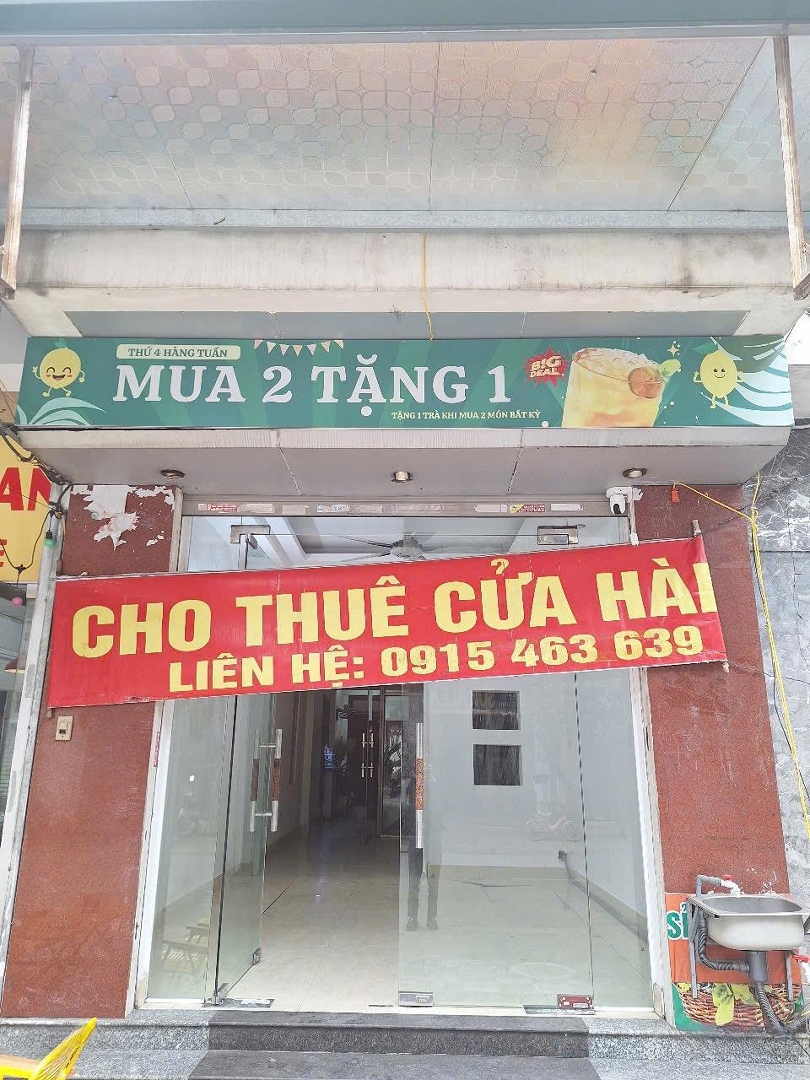 THỨ 4 HÀNG TUẦN
MUA 2 TẶNG 1
BIG
DEAL
TẶNG 1 TRÀ KHI MUA 2 MÓN BẤT KỲ
AN
E
CHO THUÊ CỬA HÀ
LIÊN HỆ: 0915 463 639